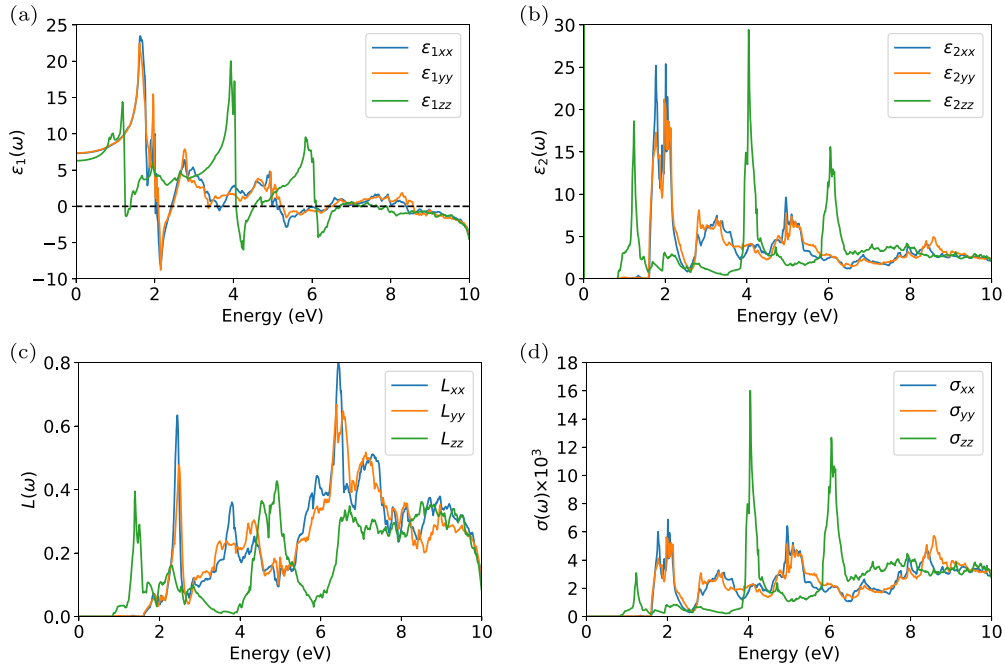 (a)
25
20
15
10
5
0
−5
−10
0
2
4
6
8
10
ε₁(ω)
Energy (eV)
ε₁xx
ε₁yy
ε₁zz
(b)
30
25
20
15
10
5
0
0
2
4
6
8
10
ε₂(ω)
Energy (eV)
ε₂xx
ε₂yy
ε₂zz
(c)
0.8
0.6
0.4
0.2
0.0
0
2
4
6
8
10
L(ω)
Energy (eV)
Lxx
Lyy
Lzz
(d)
18
16
14
12
10
8
6
4
2
0
0
2
4
6
8
10
σ(ω)×10³
Energy (eV)
σxx
σyy
σzz